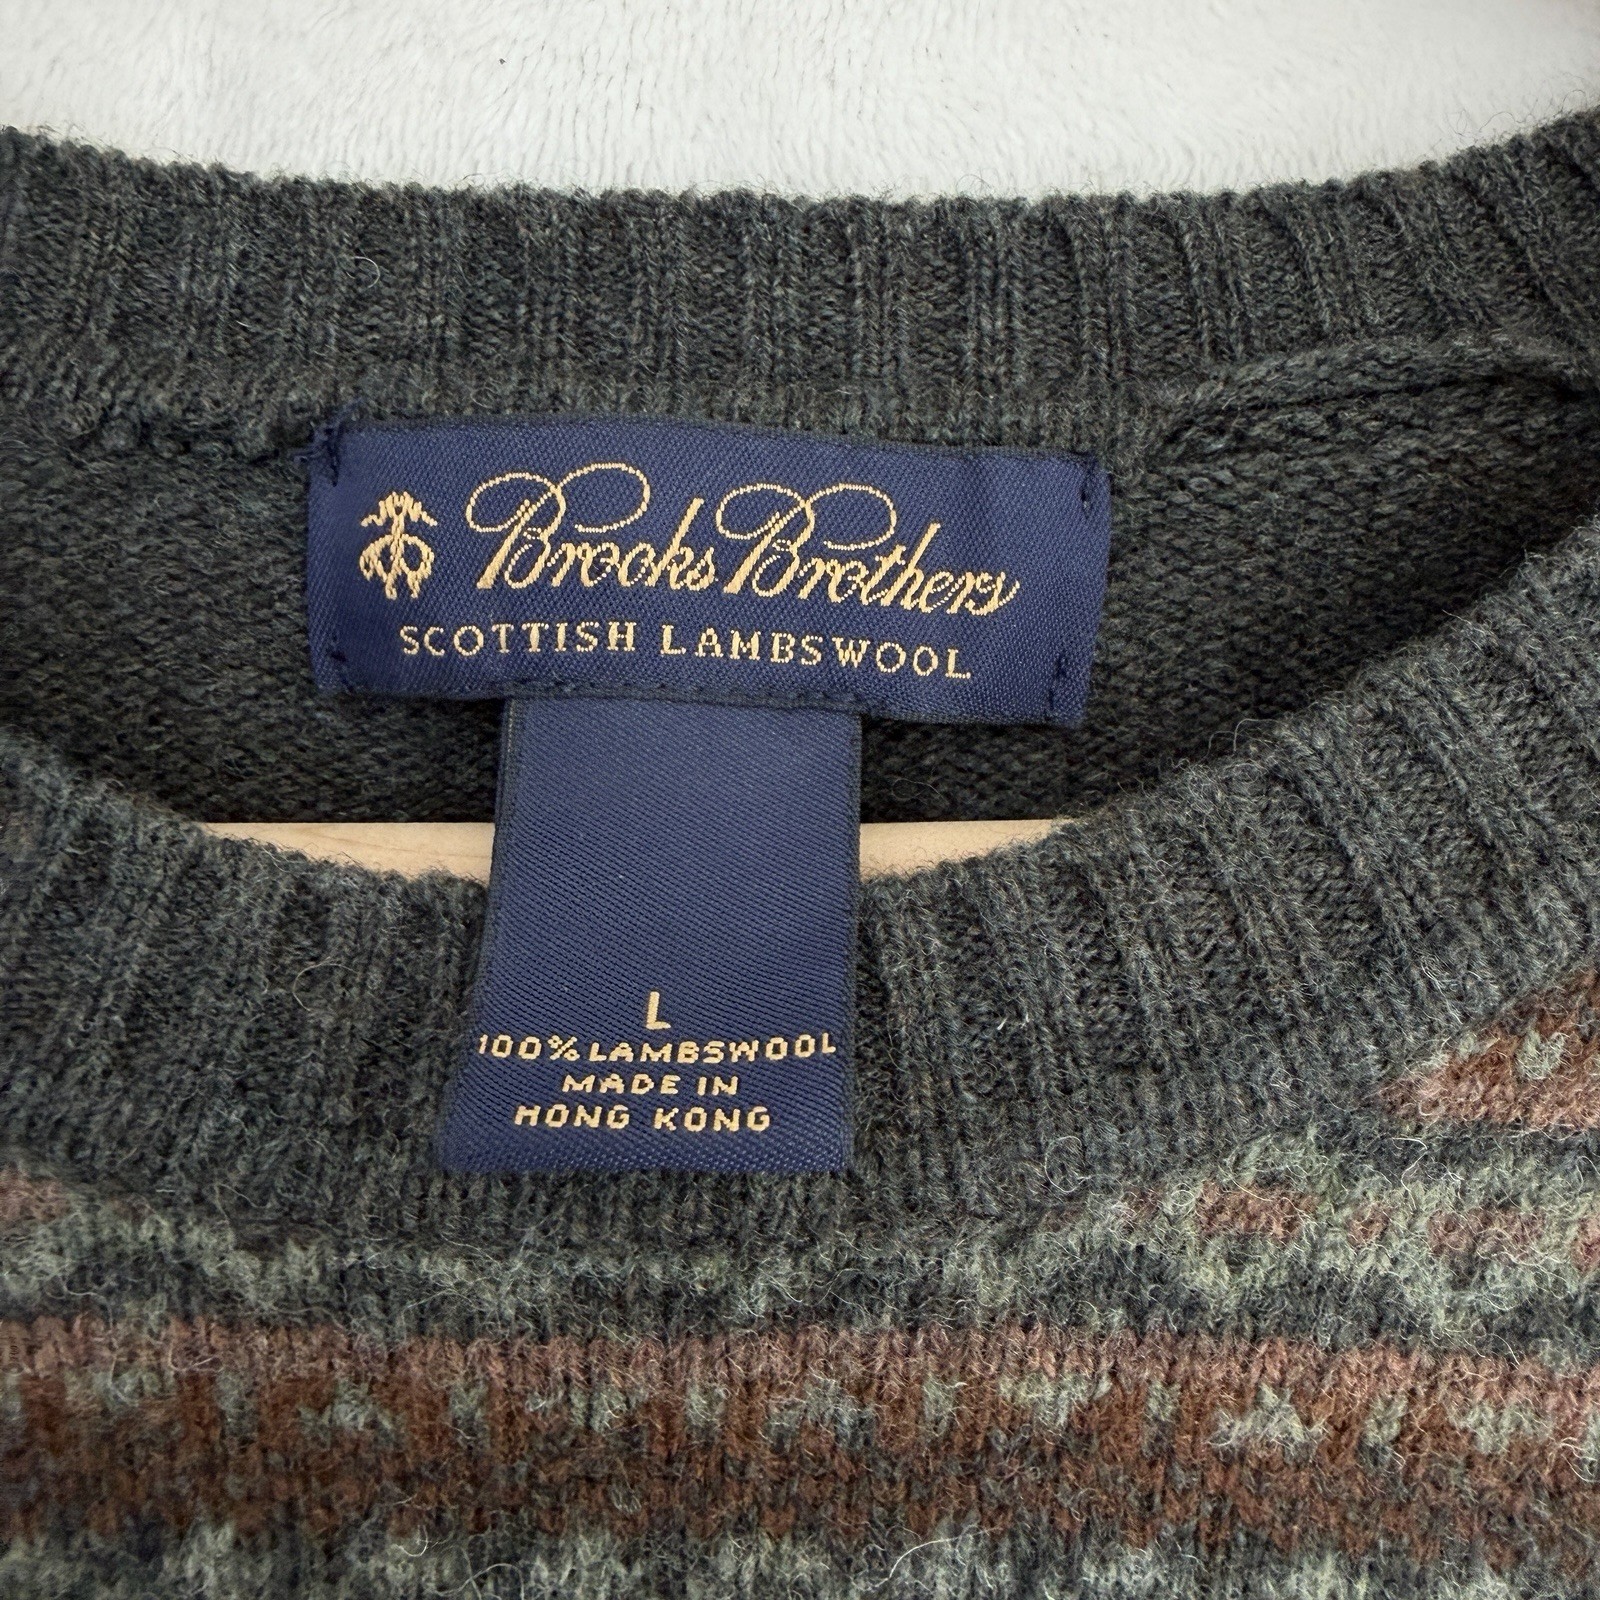 Brooks Brothers
SCOTTISH LAMBSWOOL
L
100% LAMBSWOOL
MADE IN
HONG KONG